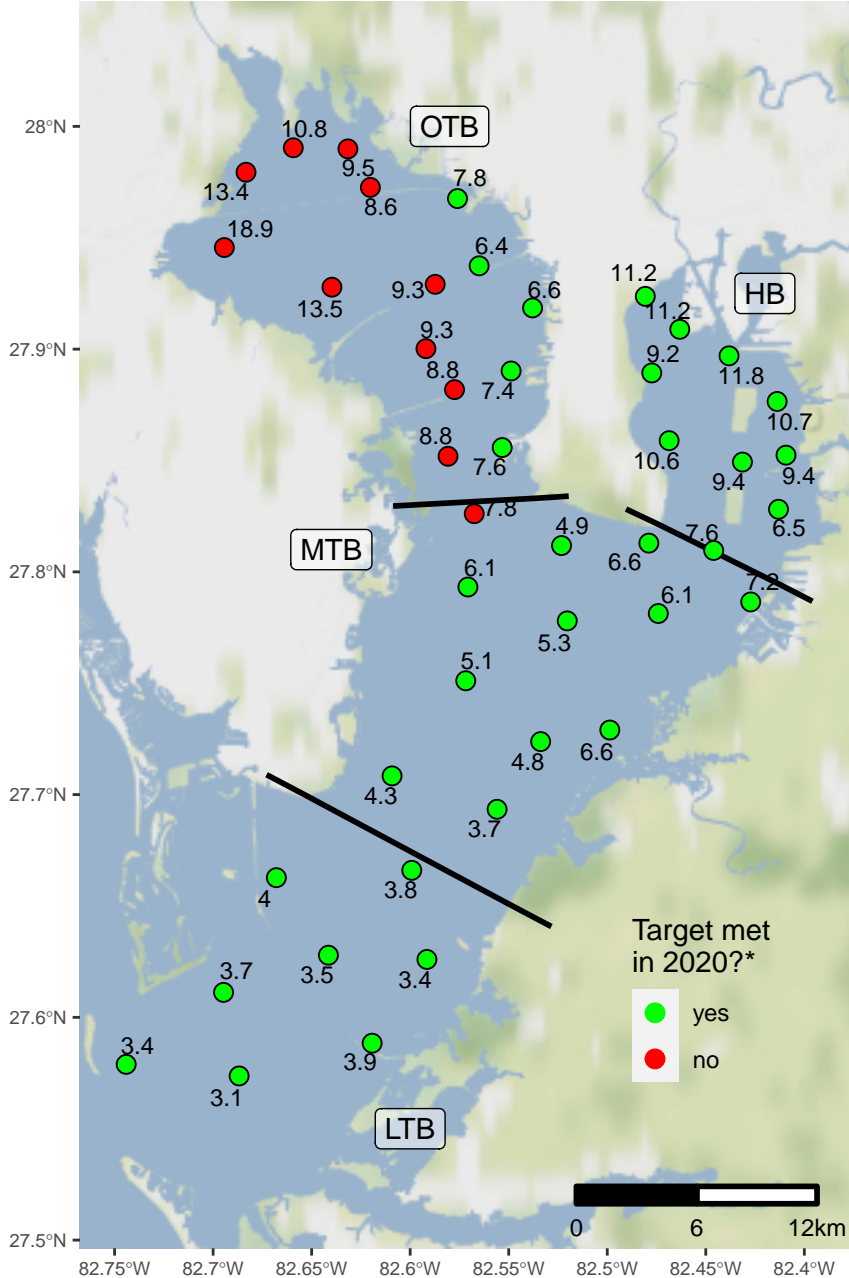 28°N
27.9°N
27.8°N
27.7°N
27.6°N
27.5°N
OTB
10.8
9.5
13.4
8.6
7.8
18.9
6.4
9.3
13.5
6.6
11.2
HB
11.2
9.3
9.2
11.8
8.8
7.4
10.7
8.8
7.6
10.6
9.4
9.4
7.8
6.5
MTB
4.9
6.6
7.6
6.1
7.2
6.1
5.3
5.1
4.8
6.6
4.3
3.7
4
3.8
3.5
3.4
3.7
3.4
3.9
3.1
LTB
Target met
in 2020?*
yes
no
0 6 12km
82.75°W 82.7°W 82.65°W 82.6°W 82.55°W 82.5°W 82.45°W 82.4°W